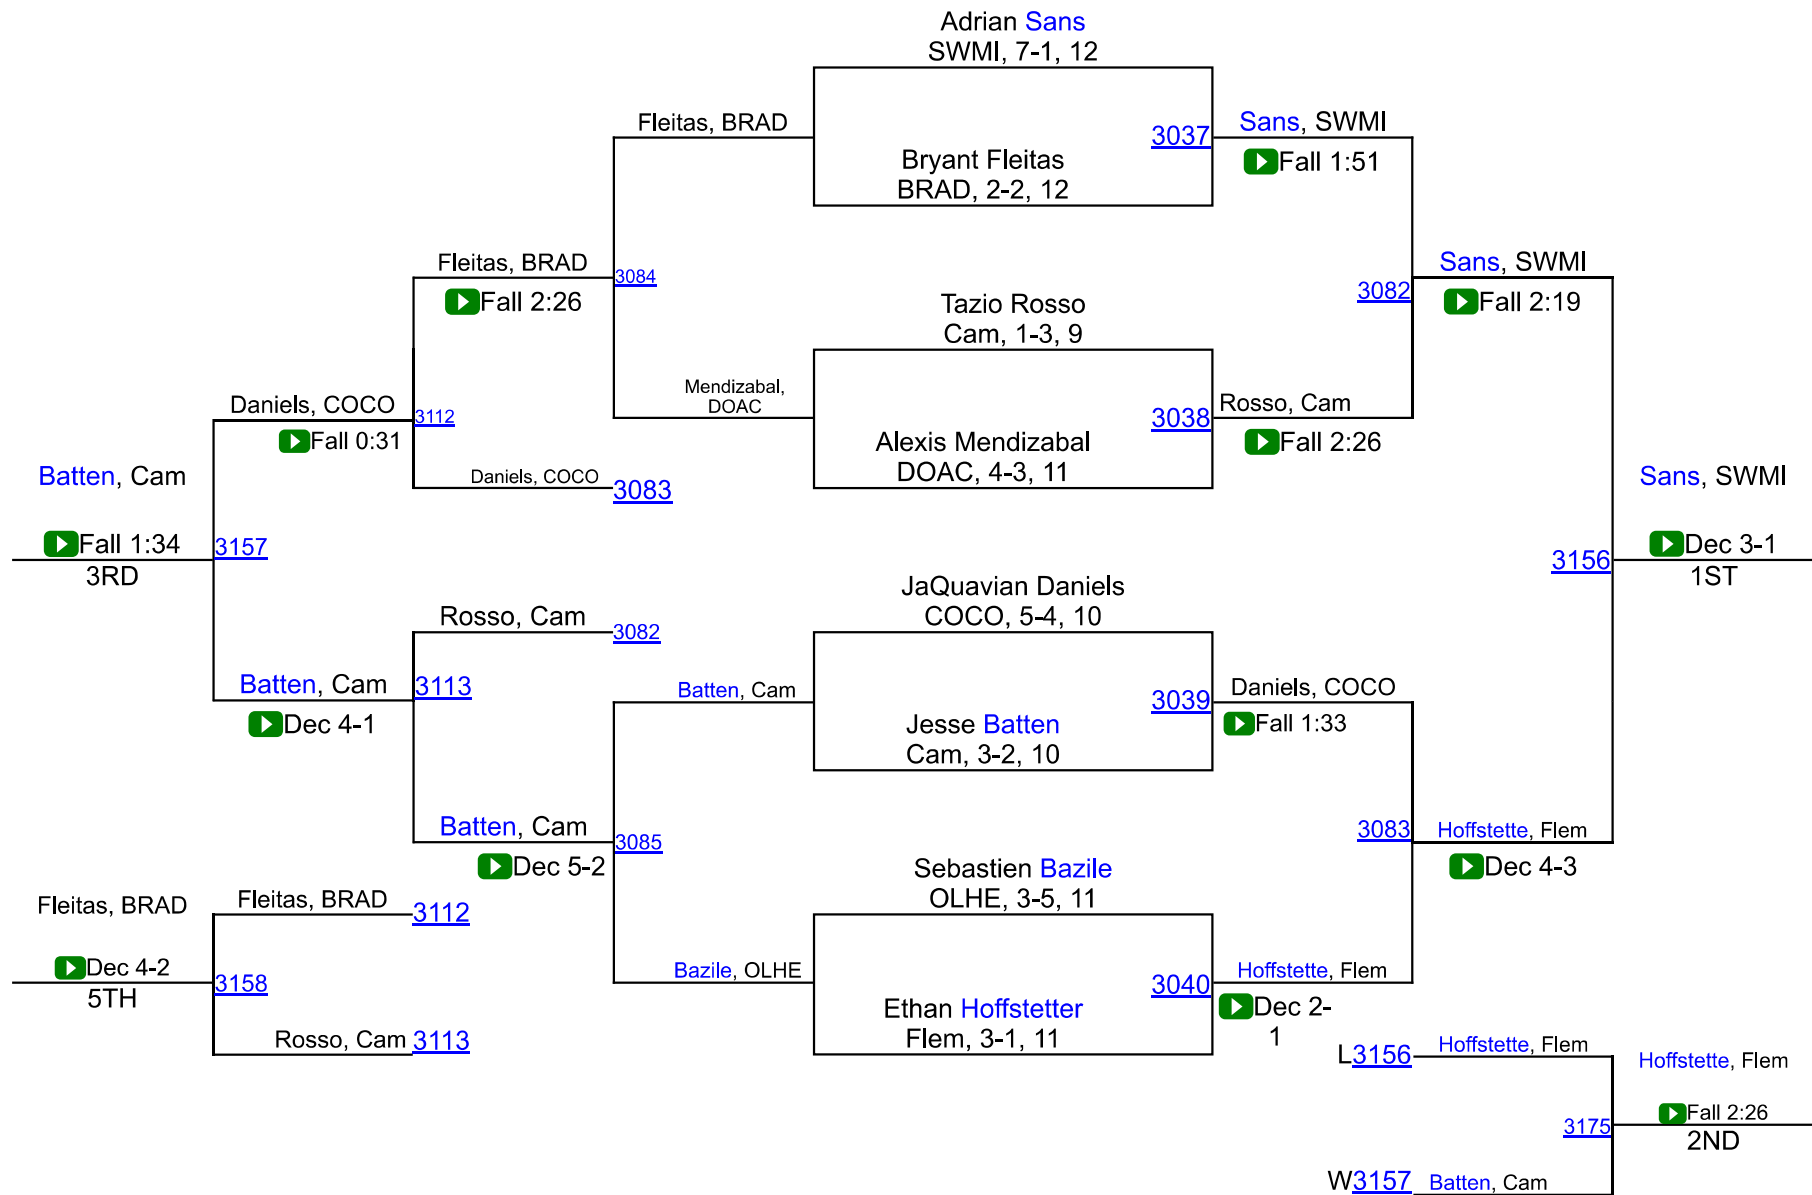 Adrian Sans
SWMI, 7-1, 12
Fleitas, BRAD
3037
Sans, SWMI
Fall 1:51
Bryant Fleitas
BRAD, 2-2, 12
Fleitas, BRAD
3084
Fall 2:26
Sans, SWMI
3082
Fall 2:19
Tazio Rosso
Cam, 1-3, 9
Mendizabal,
DOAC
3038
Rosso, Cam
Fall 2:26
Alexis Mendizabal
DOAC, 4-3, 11
Daniels, COCO
3112
Fall 0:31
Daniels, COCO
3083
Batten, Cam
Fall 1:34
3RD
3157
Sans, SWMI
Dec 3-1
1ST
3156
JaQuavian Daniels
COCO, 5-4, 10
Rosso, Cam
3082
Batten, Cam
3113
Dec 4-1
Batten, Cam
3039
Daniels, COCO
Fall 1:33
Jesse Batten
Cam, 3-2, 10
Batten, Cam
3085
Dec 5-2
3083
Hoffstette, Flem
Dec 4-3
Sebastien Bazile
OLHE, 3-5, 11
Fleitas, BRAD
Fleitas, BRAD
3112
Dec 4-2
5TH
3158
Rosso, Cam
3113
Bazile, OLHE
3040
Hoffstette, Flem
Dec 2-
1
Ethan Hoffstetter
Flem, 3-1, 11
L3156
Hoffstette, Flem
Hoffstette, Flem
3175
Fall 2:26
2ND
W3157
Batten, Cam